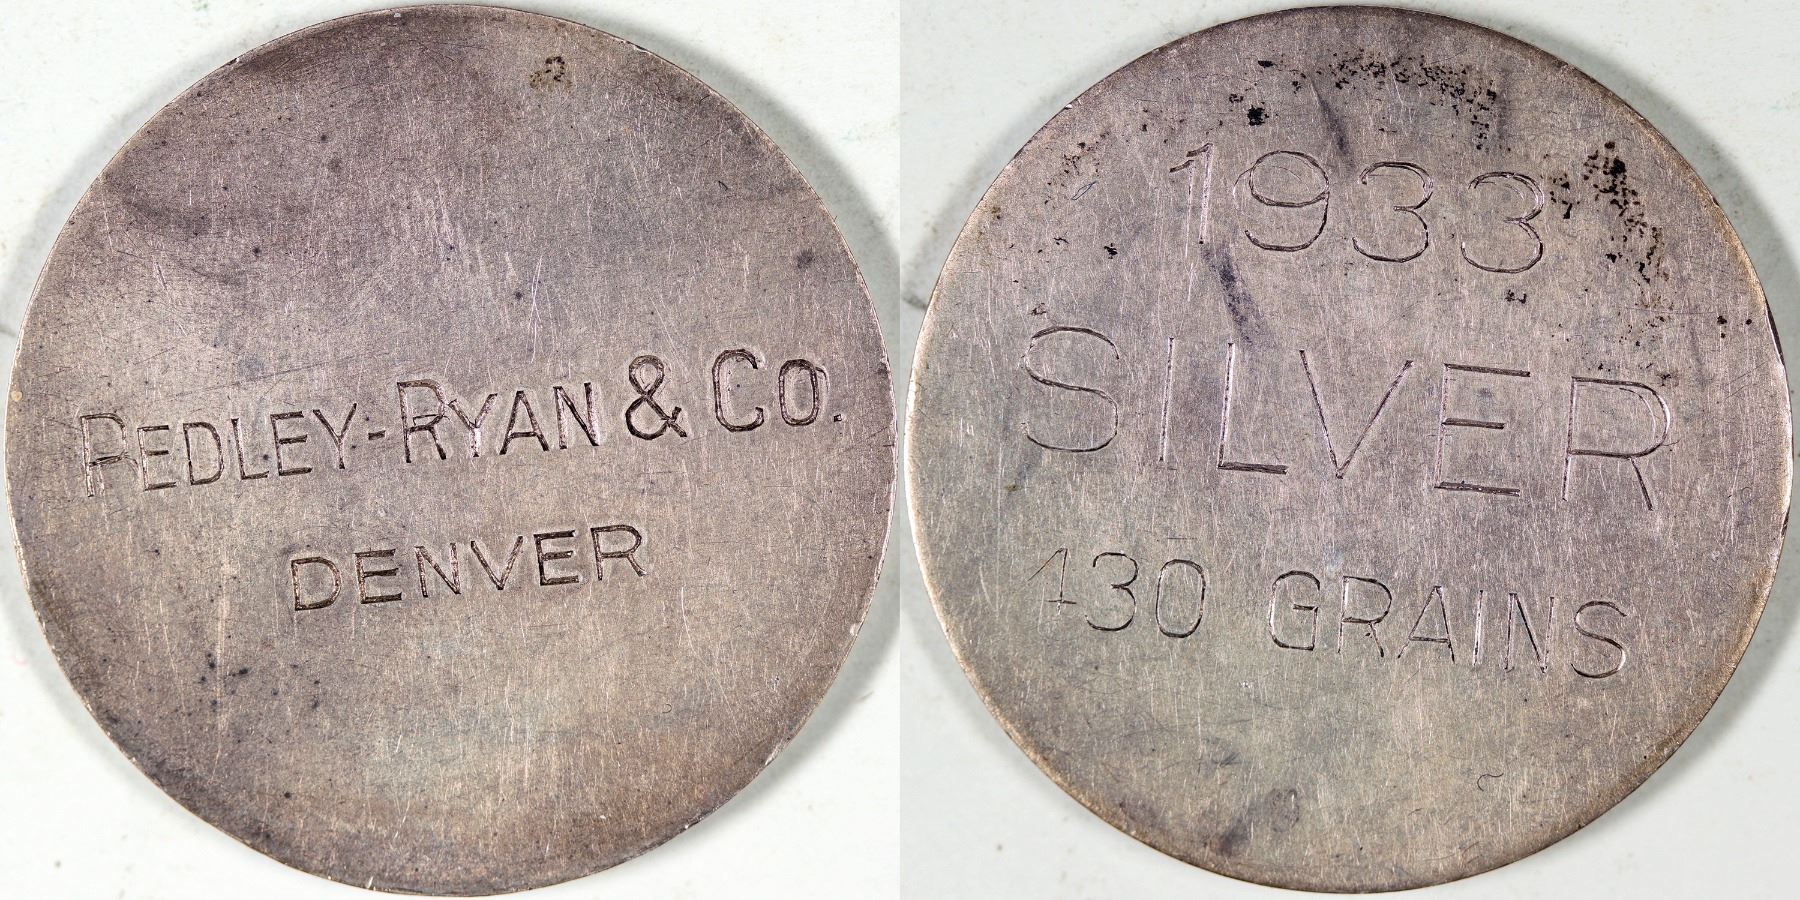 PEDLEY-RYAN & CO.
DENVER
1933
SILVER
430 GRAINS